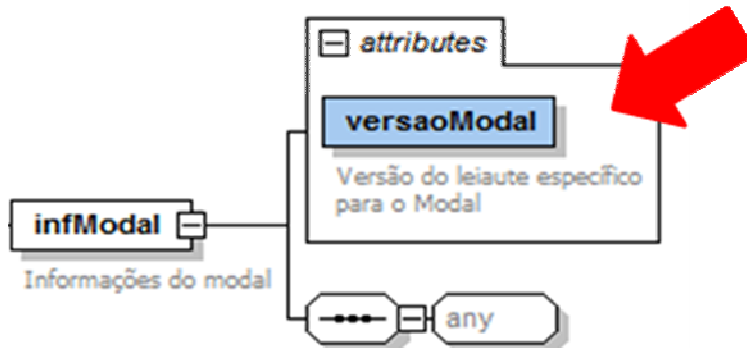 attributes
versaoModal
Versão do leiaute específico
para o Modal
infModal
Informações do modal
any